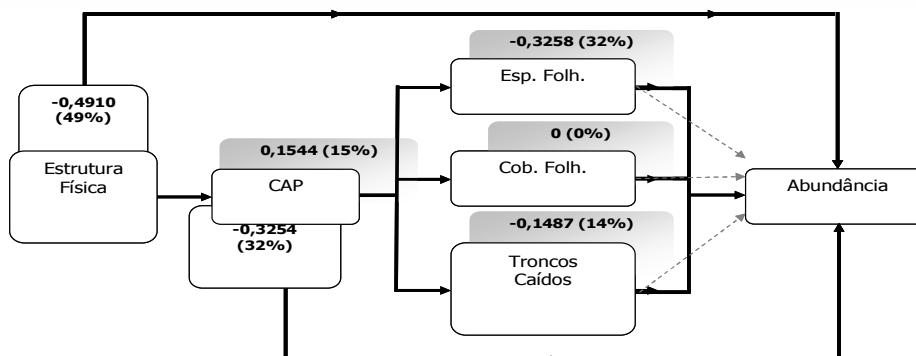 -0,3258 (32%)
Esp. Folh.
-0,4910
(49%)
0 (0%)
0,1544 (15%)
Estrutura
Física
CAP
Cob. Folh.
Abundância
-0,3254
(32%)
-0,1487 (14%)
Troncos
Caídos